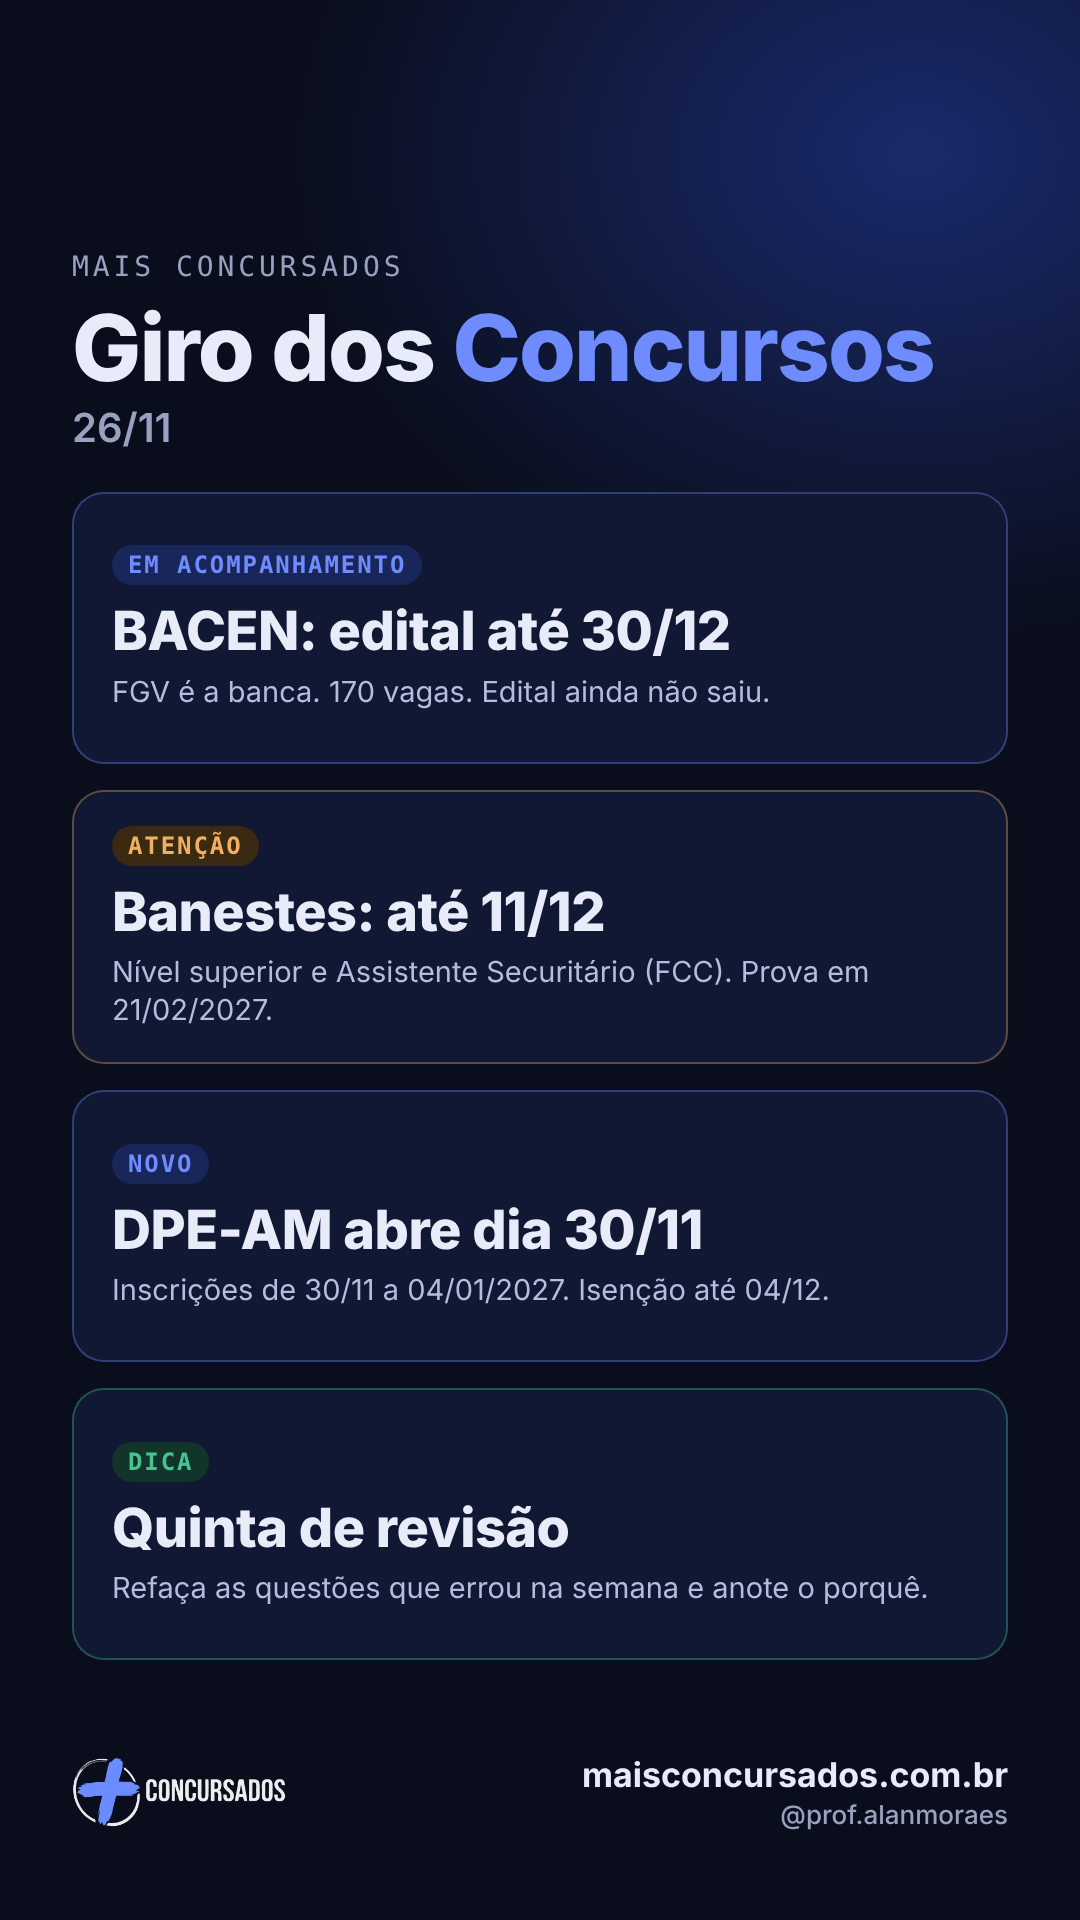 MAIS CONCURSADOS
Giro dos Concursos
26/11
EM ACOMPANHAMENTO
BACEN: edital até 30/12
FGV é a banca. 170 vagas. Edital ainda não saiu.
ATENÇÃO
Banestes: até 11/12
Nível superior e Assistente Securitário (FCC). Prova em
21/02/2027.
NOVO
DPE-AM abre dia 30/11
Inscrições de 30/11 a 04/01/2027. Isenção até 04/12.
DICA
Quinta de revisão
Refaça as questões que errou na semana e anote o porquê.
CONCURSADOS
maisconcursados.com.br
@prof.alanmoraes